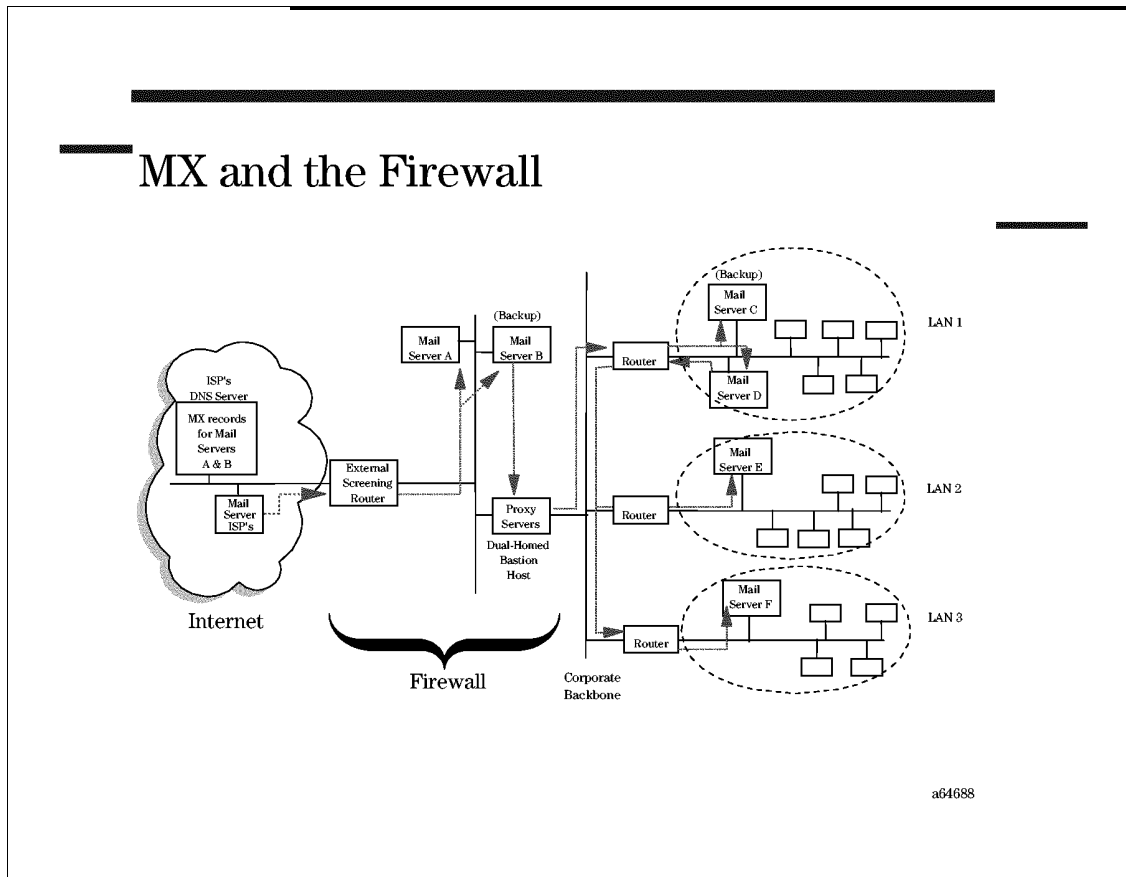 MX and the Firewall
ISP's
DNS Server
MX records
for Mail
Servers
A & B
Mail
Server
ISP's
Internet
External
Screening
Router
Mail
Server A
(Backup)
Mail
Server B
Proxy
Servers
Dual-Homed
Bastion
Host
Firewall
Corporate
Backbone
Router
(Backup)
Mail
Server C
Mail
Server D
LAN 1
Router
Mail
Server E
LAN 2
Router
Mail
Server F
LAN 3
a64688